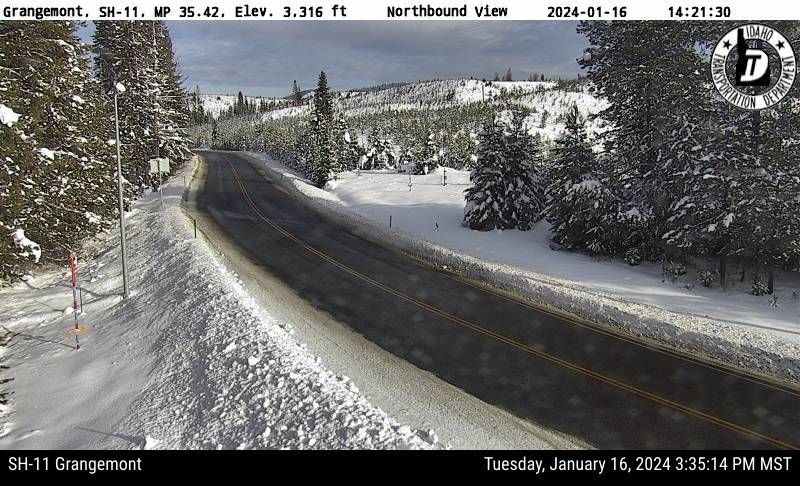 Grangemont, SH-11, MP 35.42, Elev. 3,316 ft Northbound View 2024-01-16 14:21:30
IDAHO
TRANSPORTATION DEPARTMENT
SH-11 Grangemont Tuesday, January 16, 2024 3:35:14 PM MST